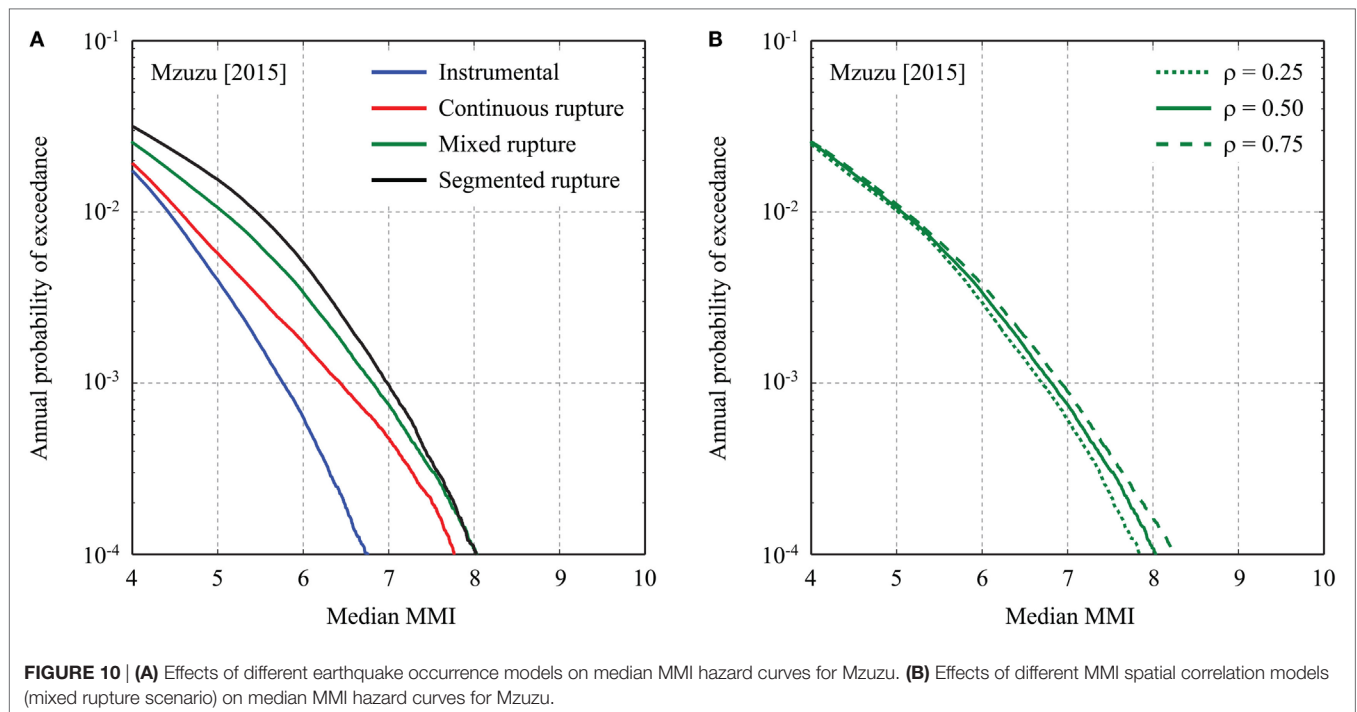 A
Mzuzu [2015]
Instrumental
Continuous rupture
Mixed rupture
Segmented rupture
10-1
10-2
10-3
10-4
Annual probability of exceedance
4 5 6 7 8 9 10
Median MMI
B
Mzuzu [2015]
ρ = 0.25
ρ = 0.50
ρ = 0.75
10-1
10-2
10-3
10-4
Annual probability of exceedance
4 5 6 7 8 9 10
Median MMI
FIGURE 10 | (A) Effects of different earthquake occurrence models on median MMI hazard curves for Mzuzu. (B) Effects of different MMI spatial correlation models
(mixed rupture scenario) on median MMI hazard curves for Mzuzu.